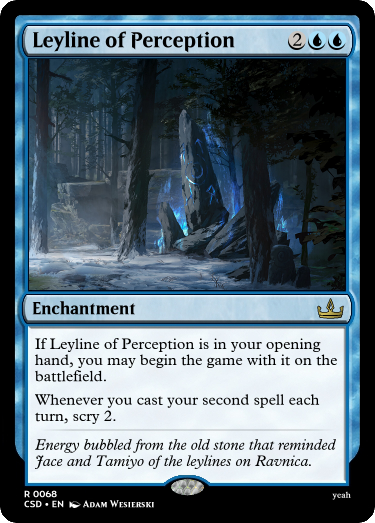 Leyline of Perception 2
Enchantment
If Leyline of Perception is in your opening
hand, you may begin the game with it on the
battlefield.
Whenever you cast your second spell each
turn, scry 2.
Energy bubbled from the old stone that reminded
Jace and Tamiyo of the leylines on Ravnica.
R 0068
CSD • EN Adam Wesierski
yeah